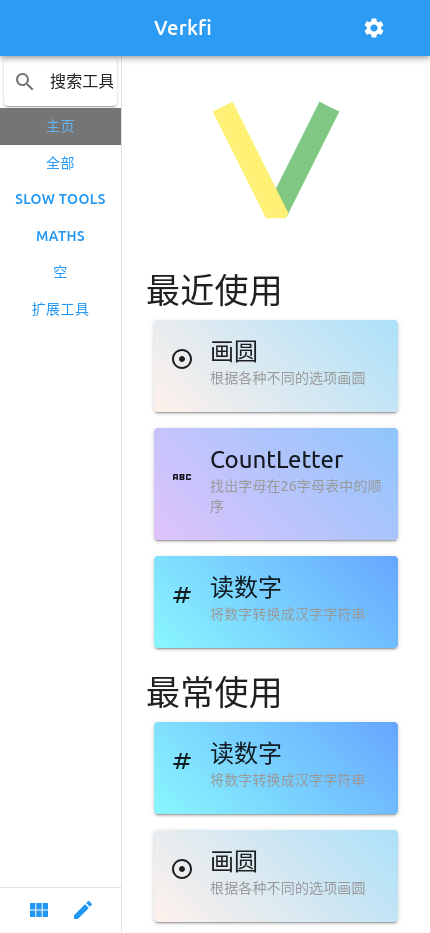 Verkfi
搜索工具
主页
全部
SLOW TOOLS
MATHS
空
扩展工具
最近使用
画圆
根据各种不同的选项画圆
ABC
CountLetter
找出字母在26字母表中的顺
序
#
读数字
将数字转换成汉字字符串
最常使用
#
读数字
将数字转换成汉字字符串
画圆
根据各种不同的选项画圆